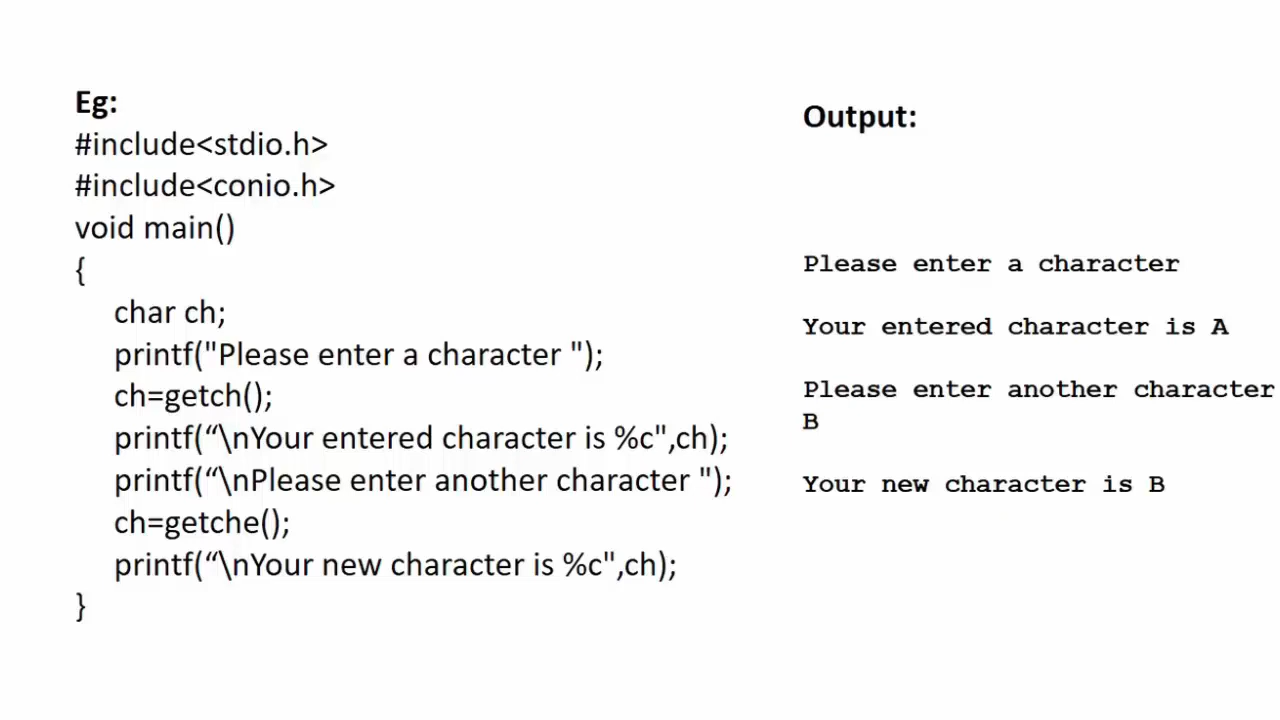 Eg:
#include<stdio.h>
#include<conio.h>
void main()
{
char ch;
printf("Please enter a character ");
ch=getch();
printf(“\nYour entered character is %c",ch);
printf(“\nPlease enter another character ");
ch=getche();
printf(“\nYour new character is %c",ch);
}
Output:
Please enter a character
Your entered character is A
Please enter another character
B
Your new character is B